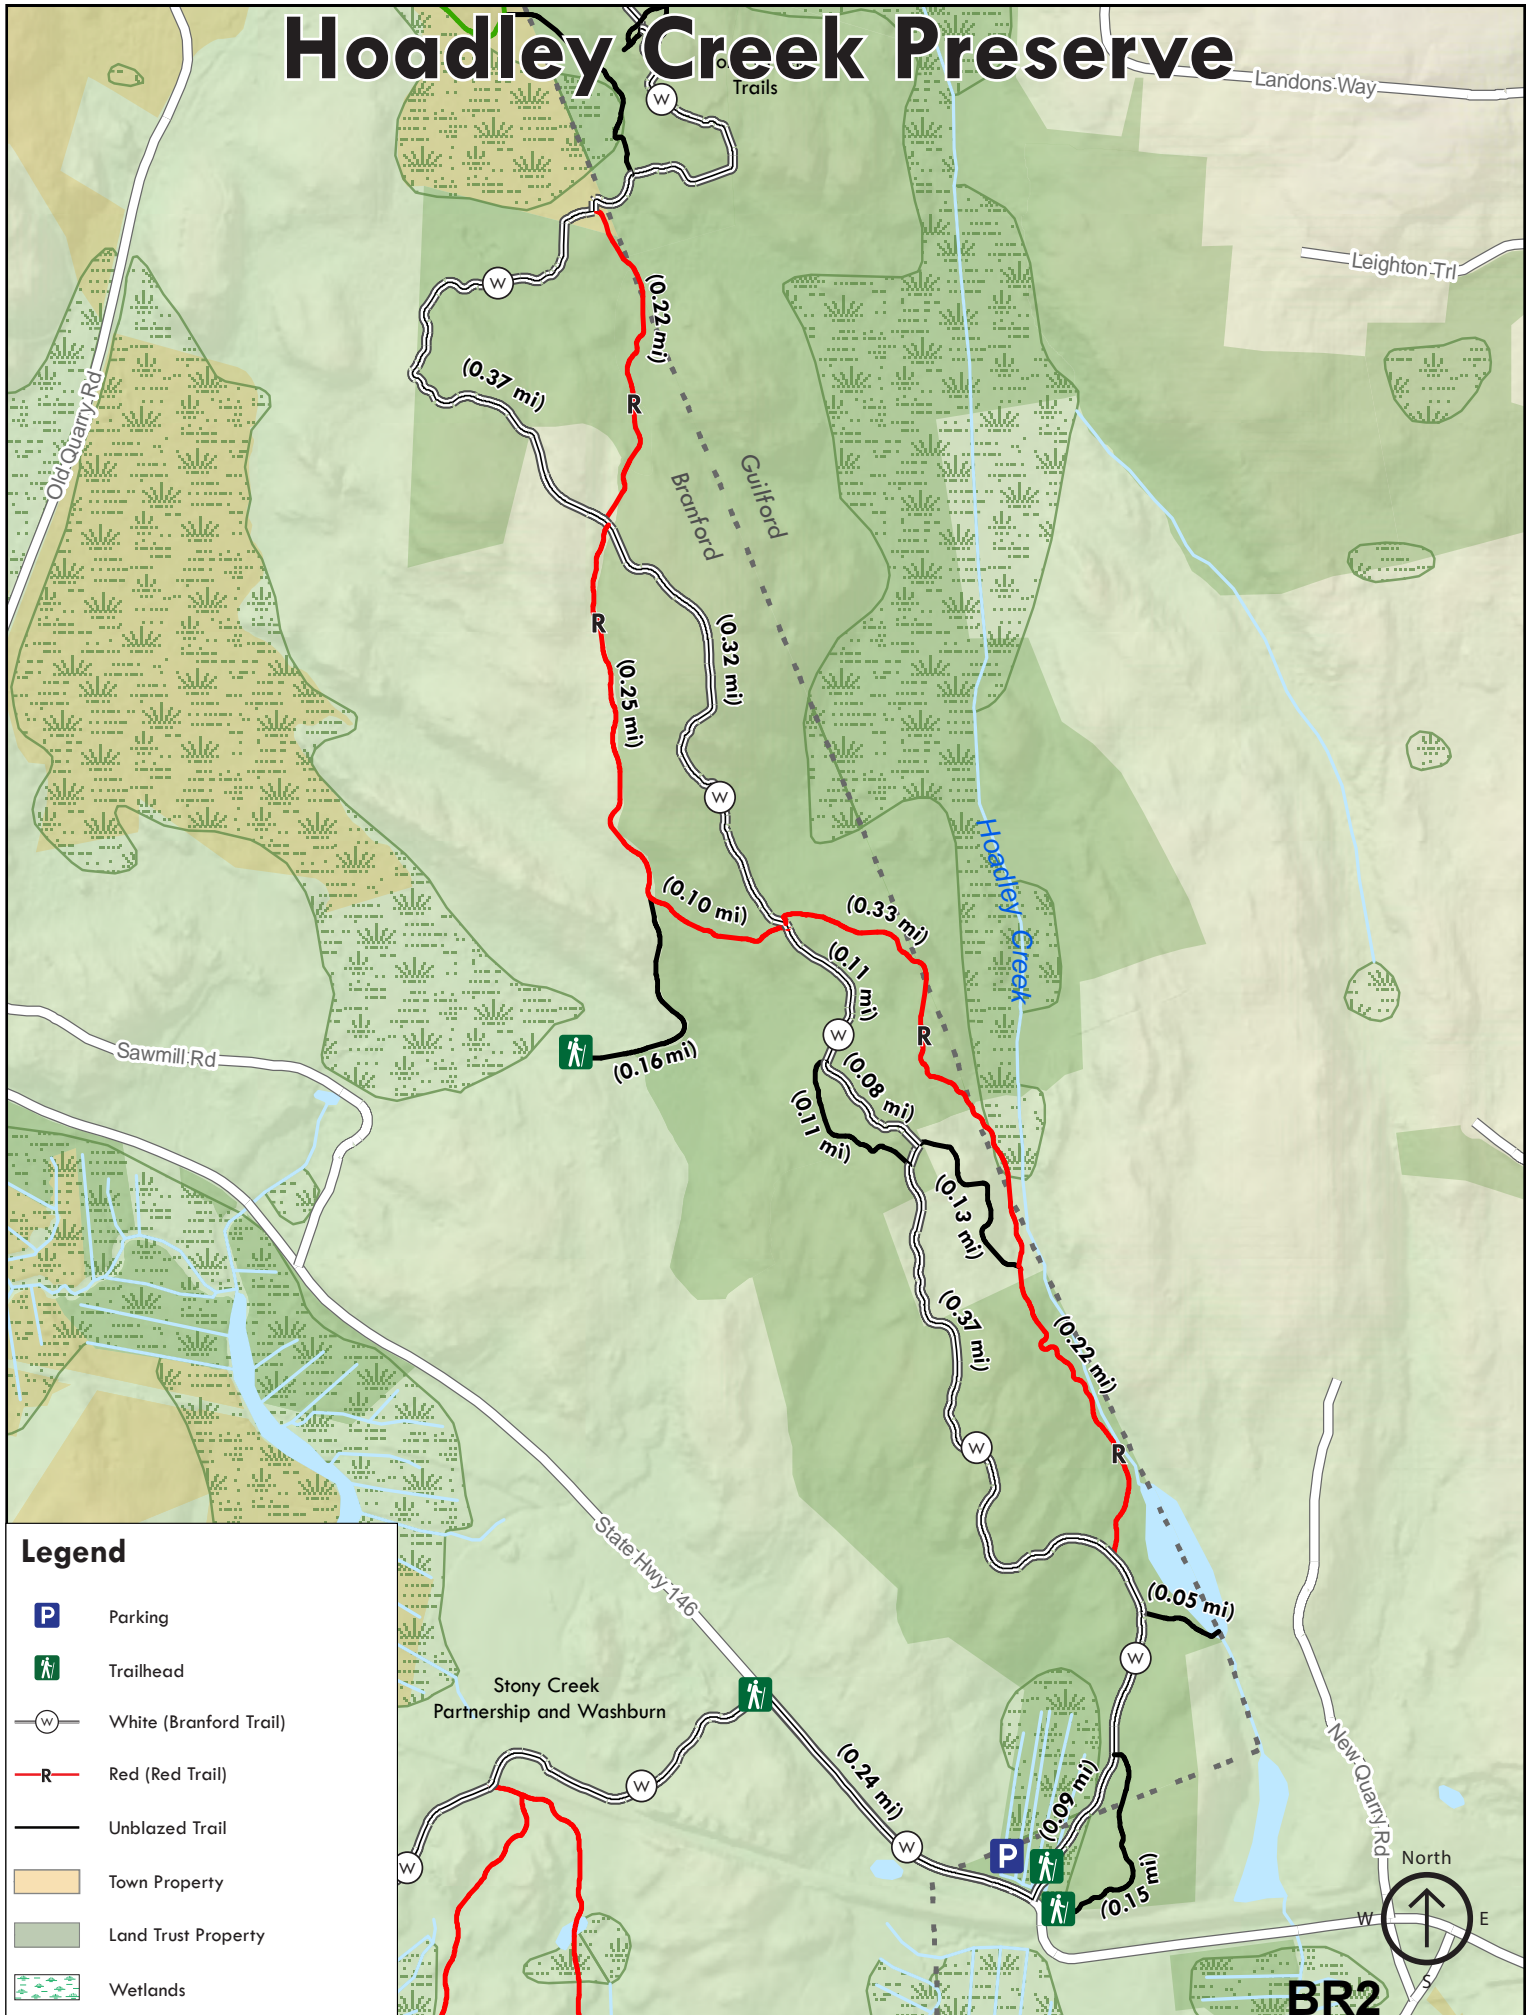 Hoadley Creek Preserve
Trails
W
Landons Way
Leighton Trl
W
(0.22 mi)
(0.37 mi)
R
Old Quarry Rd
Guilford
Branford
R
(0.32 mi)
(0.25 mi)
W
Hoadley Creek
(0.10 mi)
(0.33 mi)
(0.11 mi)
W
R
Sawmill Rd
(0.16 mi)
(0.08 mi)
(0.11 mi)
(0.13 mi)
(0.37 mi)
(0.22 mi)
W
R
State Hwy 146
(0.05 mi)
W
Stony Creek
Partnership and Washburn
W
W
(0.24 mi)
W
(0.09 mi)
P
(0.15 mi)
New Quarry Rd
Legend
P Parking
Trailhead
W White (Branford Trail)
R Red (Red Trail)
Unblazed Trail
Town Property
Land Trust Property
Wetlands
North
W E
S
BR2